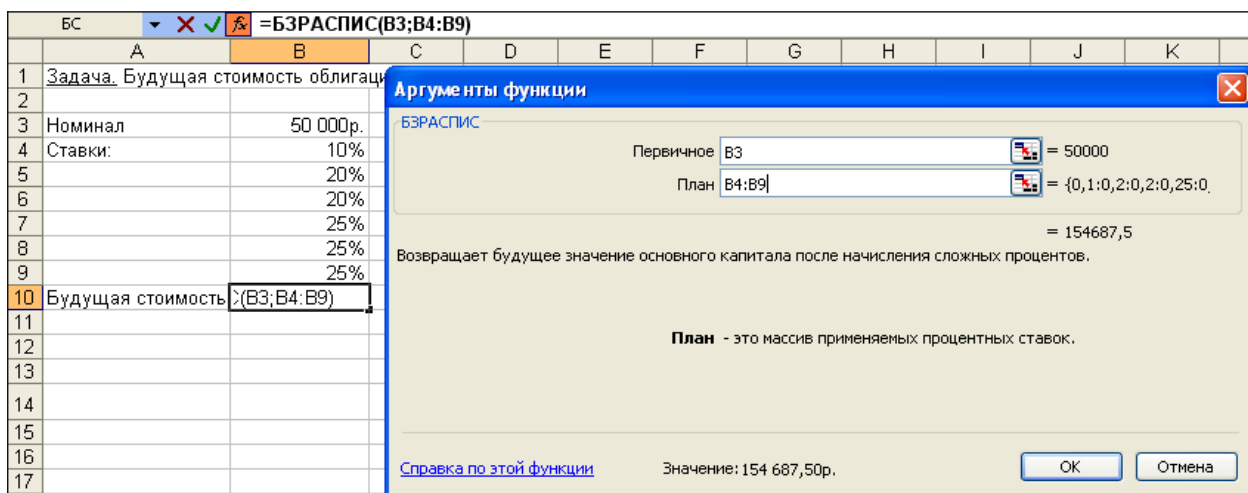 БС =БЗРАСПИС(B3;B4:B9)
A B C D E F G H I J K
1 Задача. Будущая стоимость облигаци
2
3 Номинал 50 000р.
4 Ставки: 10%
5 20%
6 20%
7 25%
8 25%
9 25%
10 Будущая стоимость С(B3;B4:B9)
11
12
13
14
15
16
17
Аргументы функции
БЗРАСПИС
Первичное B3 = 50000
План B4:B9 = {0,1:0,2:0,2:0,25:0
= 154687,5
Возвращает будущее значение основного капитала после начисления сложных процентов.
План - это массив применяемых процентных ставок.
Справка по этой функции Значение: 154 687,50р. ОК Отмена